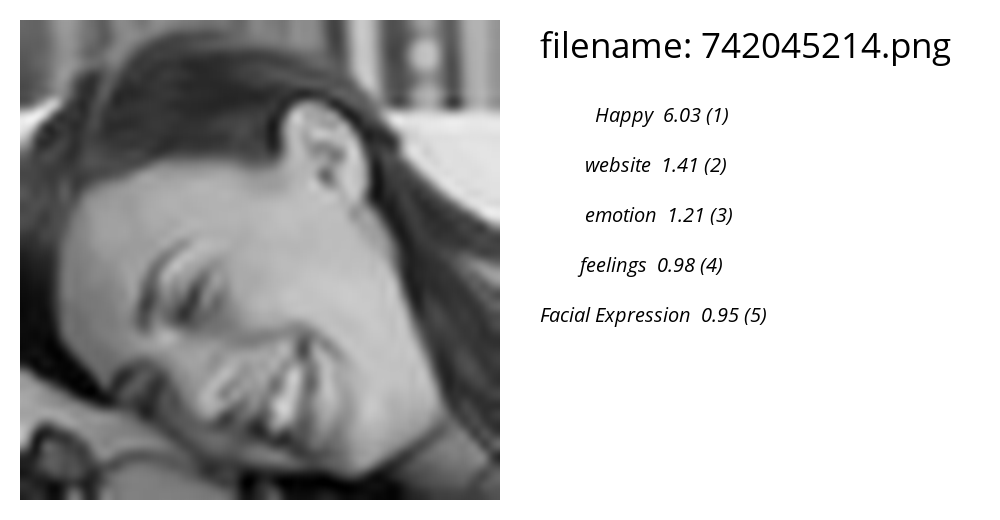 filename: 742045214.png
Happy 6.03 (1)
website 1.41 (2)
emotion 1.21 (3)
feelings 0.98 (4)
Facial Expression 0.95 (5)